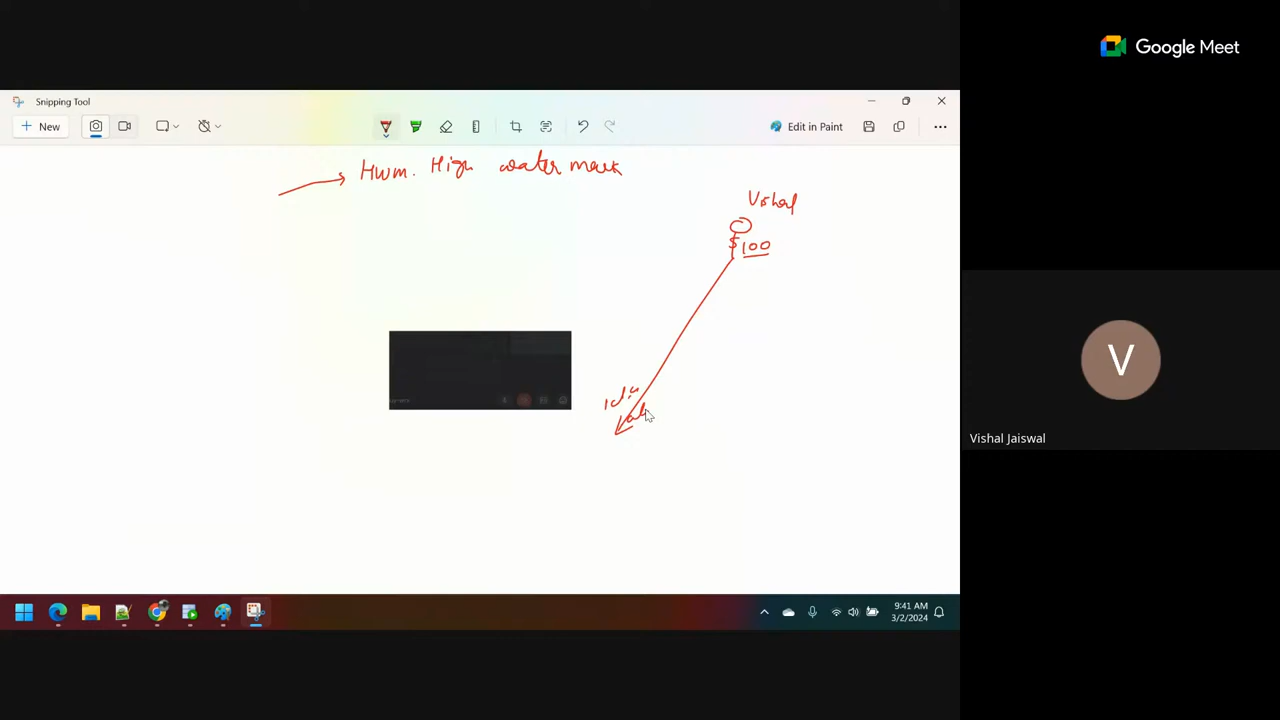 Google Meet
Snipping Tool
New
Edit in Paint
Hwm. High water mark
Vishal
$100
V
Vishal Jaiswal
9:41 AM
3/2/2024